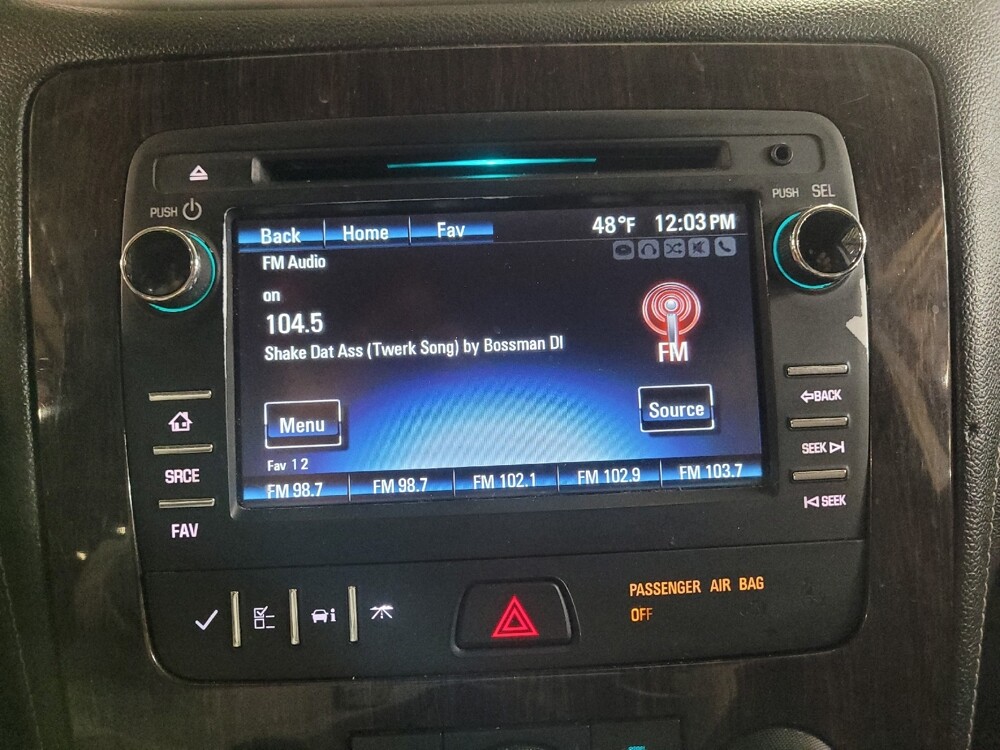 PUSH
PUSH SEL
Back Home Fav 48°F 12:03 PM
FM Audio
on
104.5
Shake Dat Ass (Twerk Song) by Bossman Dl
FM
Menu Source
Fav 1 2
FM 98.7 FM 98.7 FM 102.1 FM 102.9 FM 103.7
SRCE
FAV
BACK
SEEK
SEEK
i
PASSENGER AIR BAG
OFF